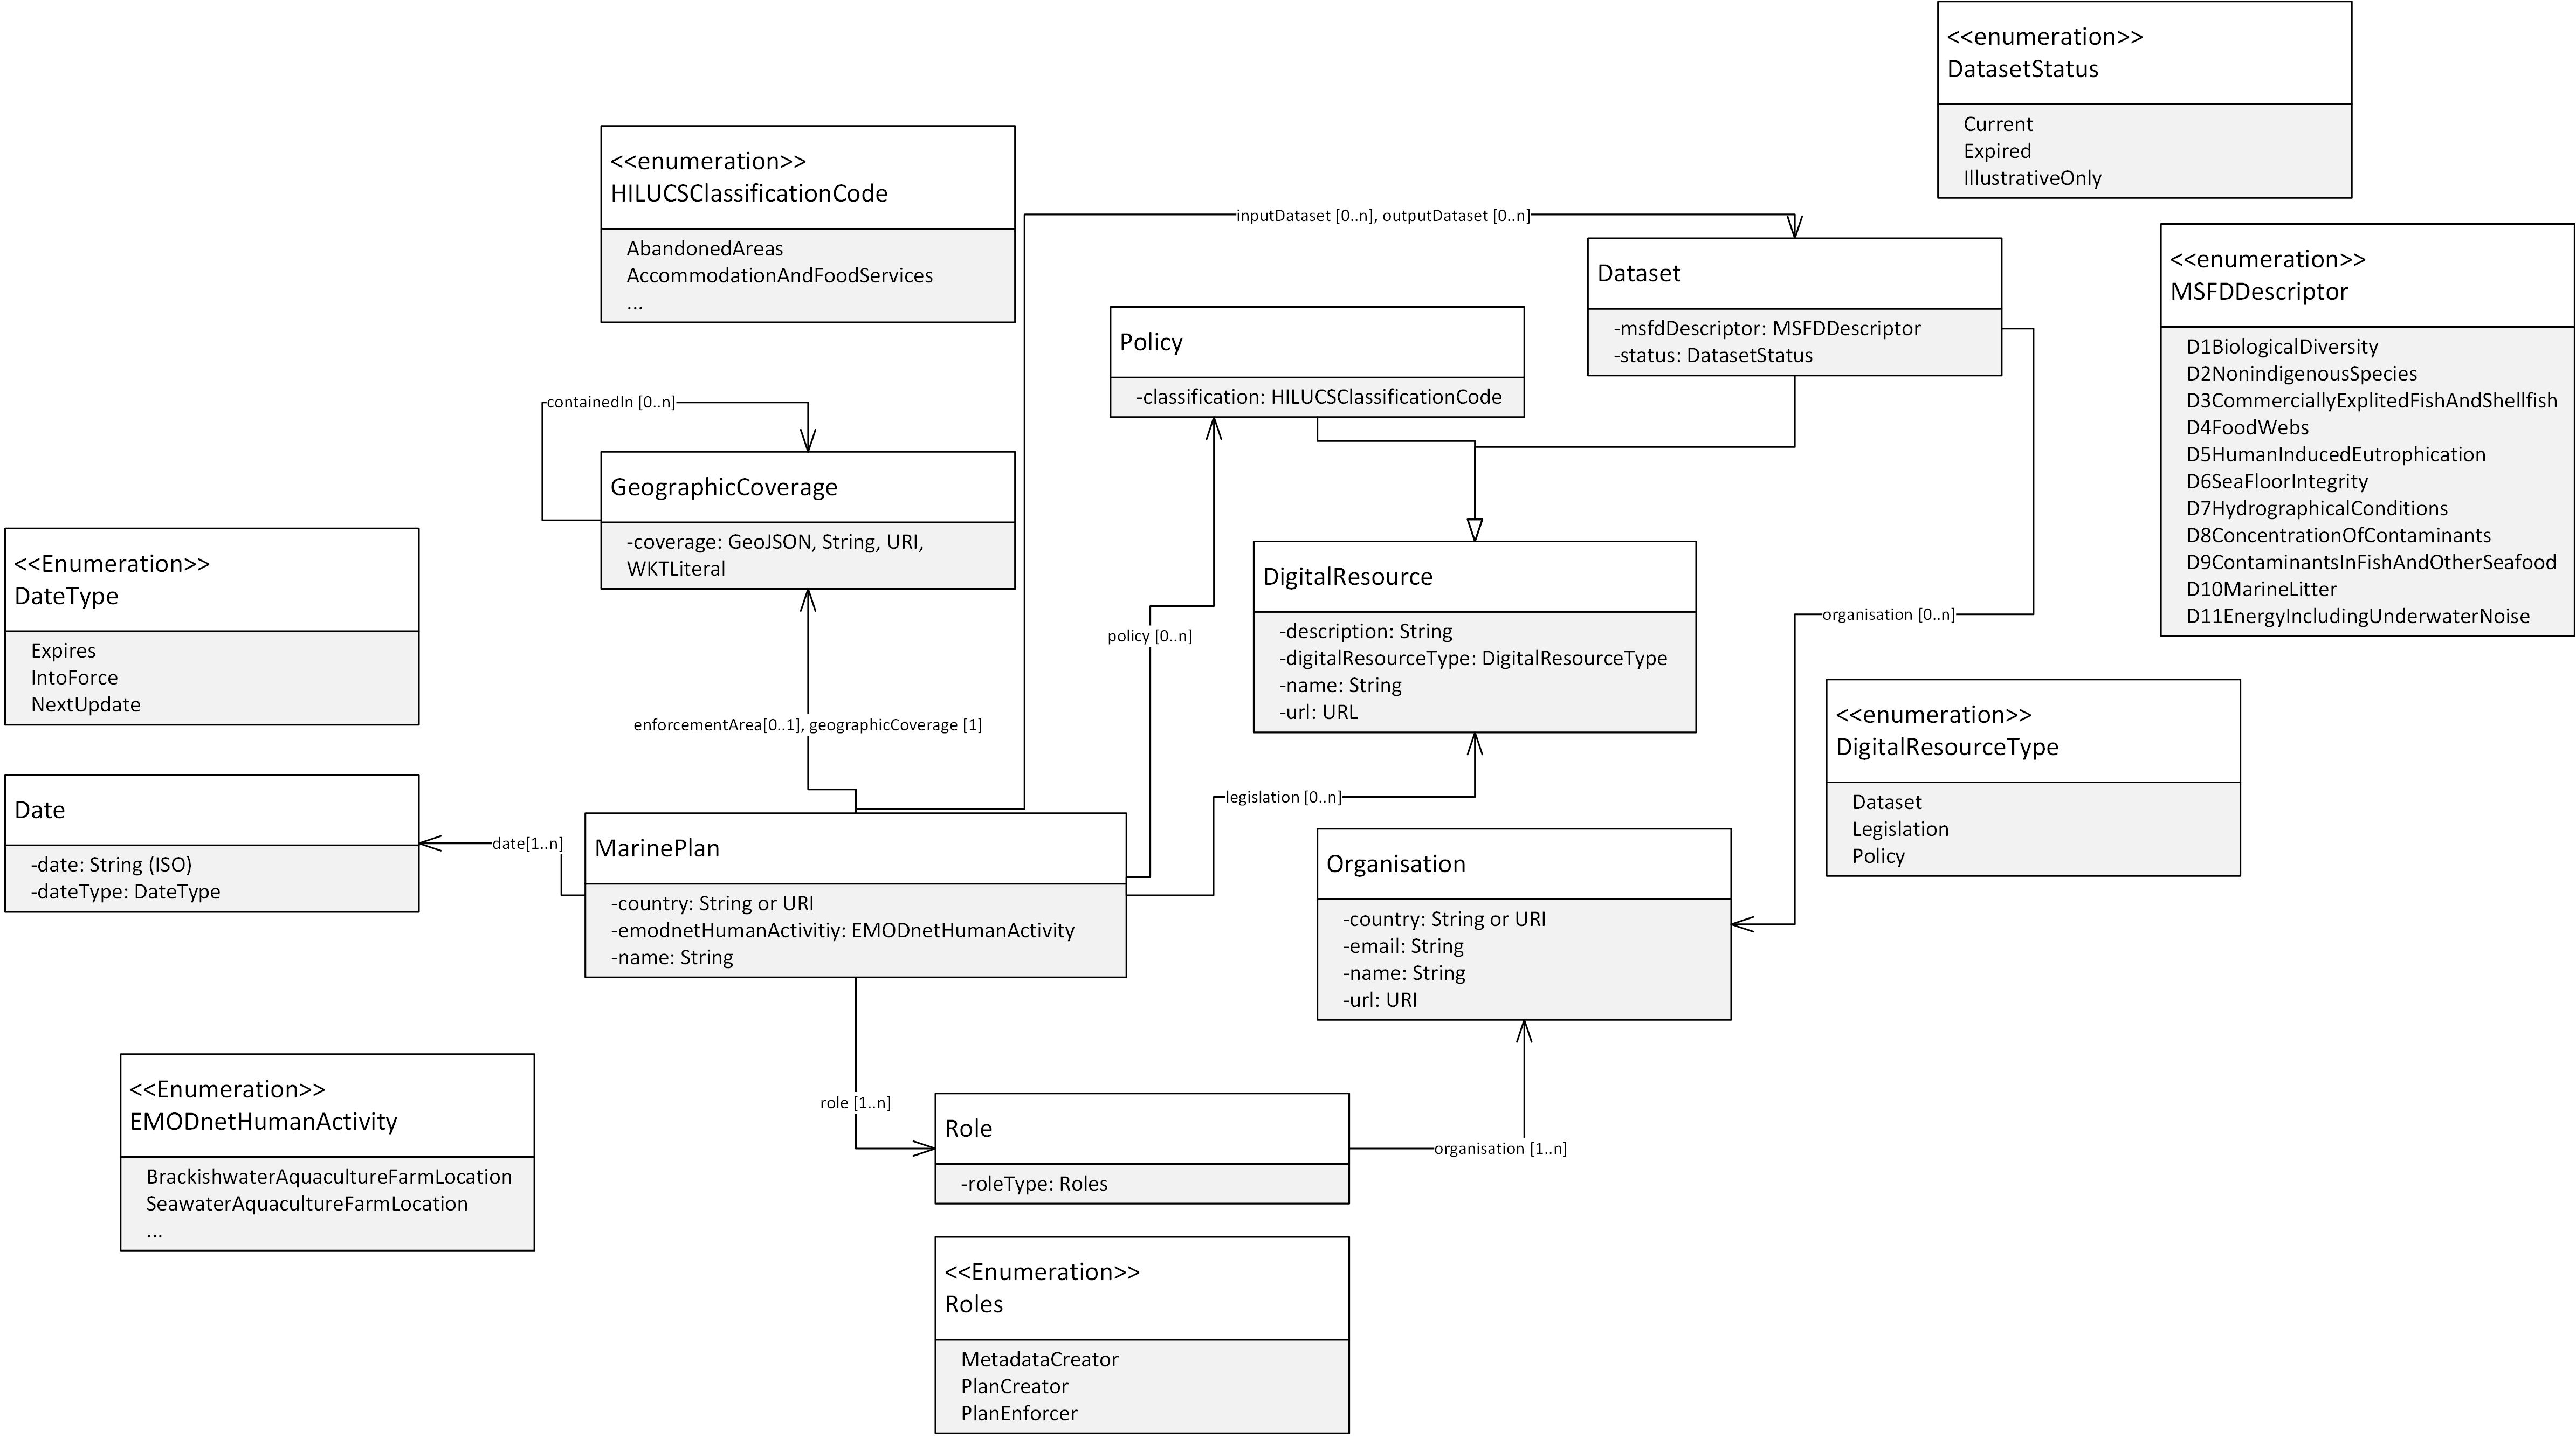 <<enumeration>>
DatasetStatus
Current
Expired
IllustrativeOnly
<<enumeration>>
HILUCSClassificationCode
AbandonedAreas
AccommodationAndFoodServices
...
inputDataset [0..n], outputDataset [0..n]
Dataset
-msfdDescriptor: MSFDDescriptor
-status: DatasetStatus
<<enumeration>>
MSFDDescriptor
D1BiologicalDiversity
D2NonindigenousSpecies
D3CommerciallyExplitedFishAndShellfish
D4FoodWebs
D5HumanInducedEutrophication
D6SeaFloorIntegrity
D7HydrographicalConditions
D8ConcentrationOfContaminants
D9ContaminantsInFishAndOtherSeafood
D10MarineLitter
D11EnergyIncludingUnderwaterNoise
Policy
-classification: HILUCSClassificationCode
containedIn [0..n]
GeographicCoverage
-coverage: GeoJSON, String, URI,
WKTLiteral
<<Enumeration>>
DateType
Expires
IntoForce
NextUpdate
DigitalResource
-description: String
-digitalResourceType: DigitalResourceType
-name: String
-url: URL
organisation [0..n]
policy [0..n]
enforcementArea[0..1], geographicCoverage [1]
<<enumeration>>
DigitalResourceType
Dataset
Legislation
Policy
legislation [0..n]
Date
-date: String (ISO)
-dateType: DateType
date[1..n]
MarinePlan
-country: String or URI
-emodnetHumanActivitiy: EMODnetHumanActivity
-name: String
Organisation
-country: String or URI
-email: String
-name: String
-url: URI
<<Enumeration>>
EMODnetHumanActivity
BrackishwaterAquacultureFarmLocation
SeawaterAquacultureFarmLocation
...
role [1..n]
Role
-roleType: Roles
organisation [1..n]
<<Enumeration>>
Roles
MetadataCreator
PlanCreator
PlanEnforcer